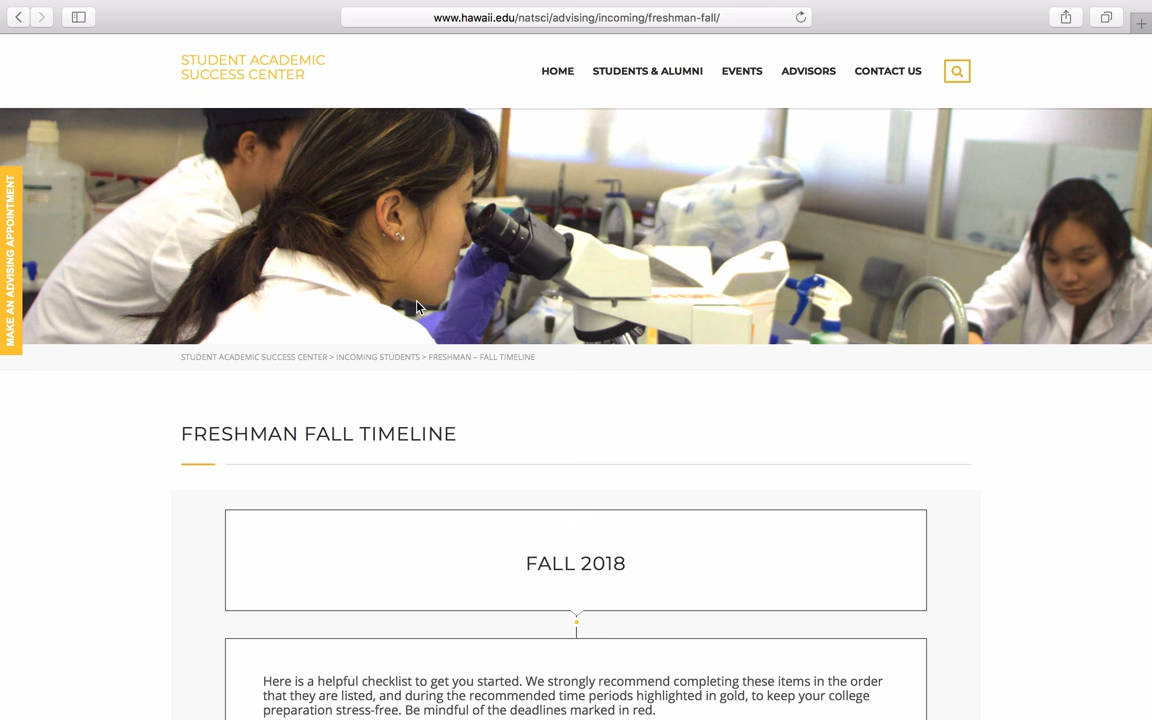 www.hawaii.edu/natsci/advising/incoming/freshman-fall/
STUDENT ACADEMIC
SUCCESS CENTER
HOME
STUDENTS & ALUMNI
EVENTS
ADVISORS
CONTACT US
MAKE AN ADVISING APPOINTMENT
STUDENT ACADEMIC SUCCESS CENTER > INCOMING STUDENTS > FRESHMAN – FALL TIMELINE
FRESHMAN FALL TIMELINE
FALL 2018
Here is a helpful checklist to get you started. We strongly recommend completing these items in the order
that they are listed, and during the recommended time periods highlighted in gold, to keep your college
preparation stress-free. Be mindful of the deadlines marked in red.